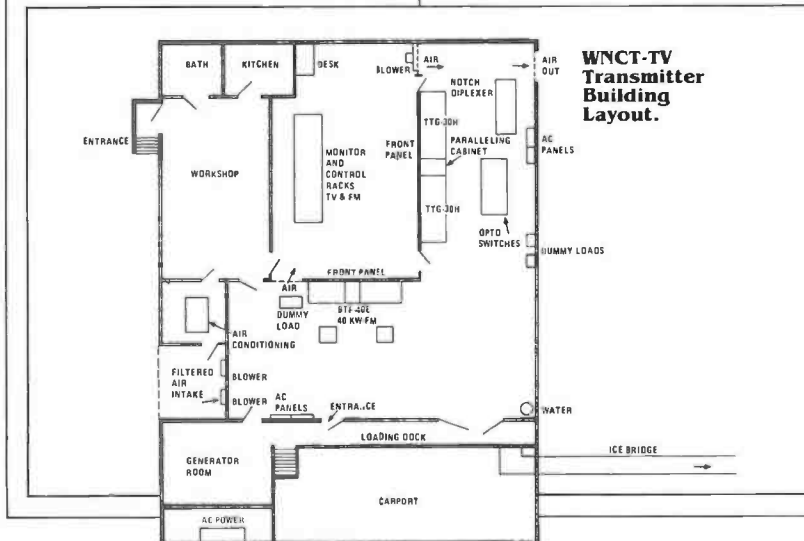 WNCT-TV
Transmitter
Building
Layout.
BATH
KITCHEN
DESK
BLOWER
AIR
AIR
OUT
NOTCH
DIPLEXER
ENTRANCE
WORKSHOP
MONITOR
AND
CONTROL
RACKS
TV & FM
FRONT
PANEL
TTG-30H
PARALLELING
CABINET
TTG-30H
AC
PANELS
OPTO
SWITCHES
DUMMY LOADS
FRONT PANEL
AIR
DUMMY
LOAD
BTF 40E
40 KW FM
AIR
CONDITIONING
FILTERED
AIR
INTAKE
BLOWER
BLOWER
AC
PANELS
ENTRANCE
WATER
LOADING DOCK
GENERATOR
ROOM
ICE BRIDGE
CARPORT
AC POWER